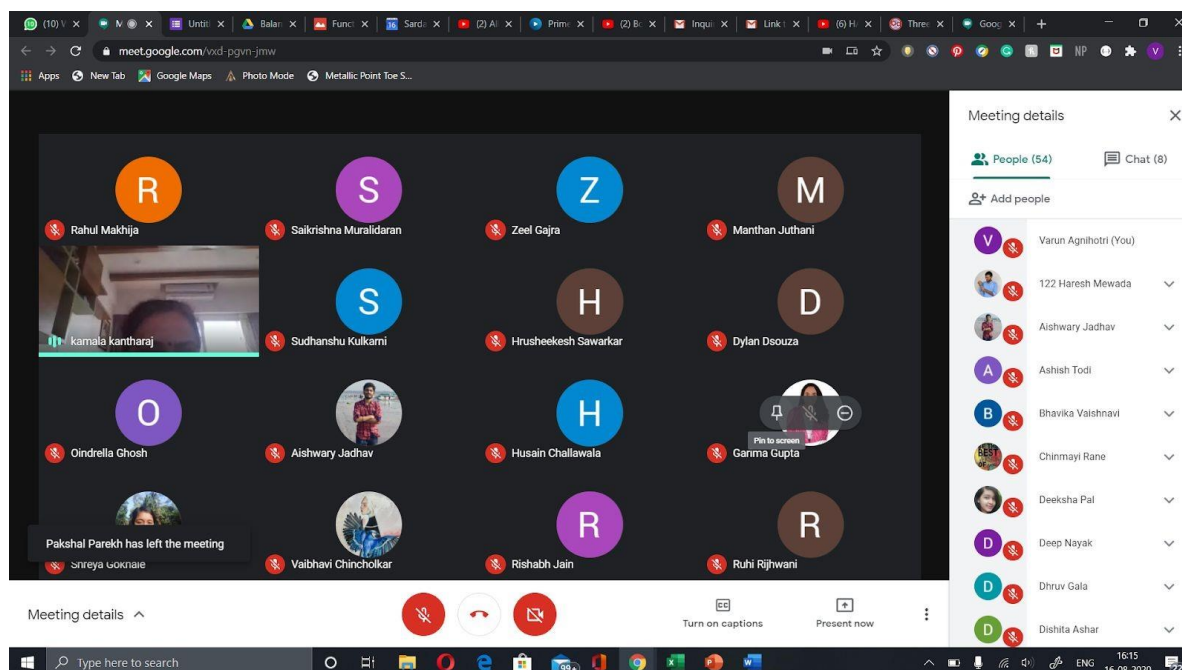 (10) V
M
Untitl
Balan
Funct
Sarda
(2) Al
Prime
(2) Bc
Inqui
Link t
(6) H
Three
Goog
meet.google.com/vxd-pgvn-jmw
NP
V
Apps
New Tab
Google Maps
Photo Mode
Metallic Point Toe S...
Meeting details
People (54)
Chat (8)
Add people
R
S
Z
M
Rahul Makhija
Saikrishna Muralidaran
Zeel Gajra
Manthan Juthani
S
H
D
kamala kantharaj
Sudhanshu Kulkarni
Hrusheekesh Sawarkar
Dylan Dsouza
O
H
Pin to screen
Oindrella Ghosh
Aishwary Jadhav
Husain Challawala
Garima Gupta
R
R
Pakshal Parekh has left the meeting
Shreya Gokhale
Vaibhavi Chincholkar
Rishabh Jain
Ruhi Rijhwani
V
Varun Agnihotri (You)
122 Haresh Mewada
Aishwary Jadhav
A
Ashish Todi
B
Bhavika Vaishnavi
BEST
Chinmayi Rane
Deeksha Pal
D
Deep Nayak
D
Dhruv Gala
D
Dishita Ashar
Meeting details
Turn on captions
Present now
Type here to search
99+
ENG
16:15
16-08-2020